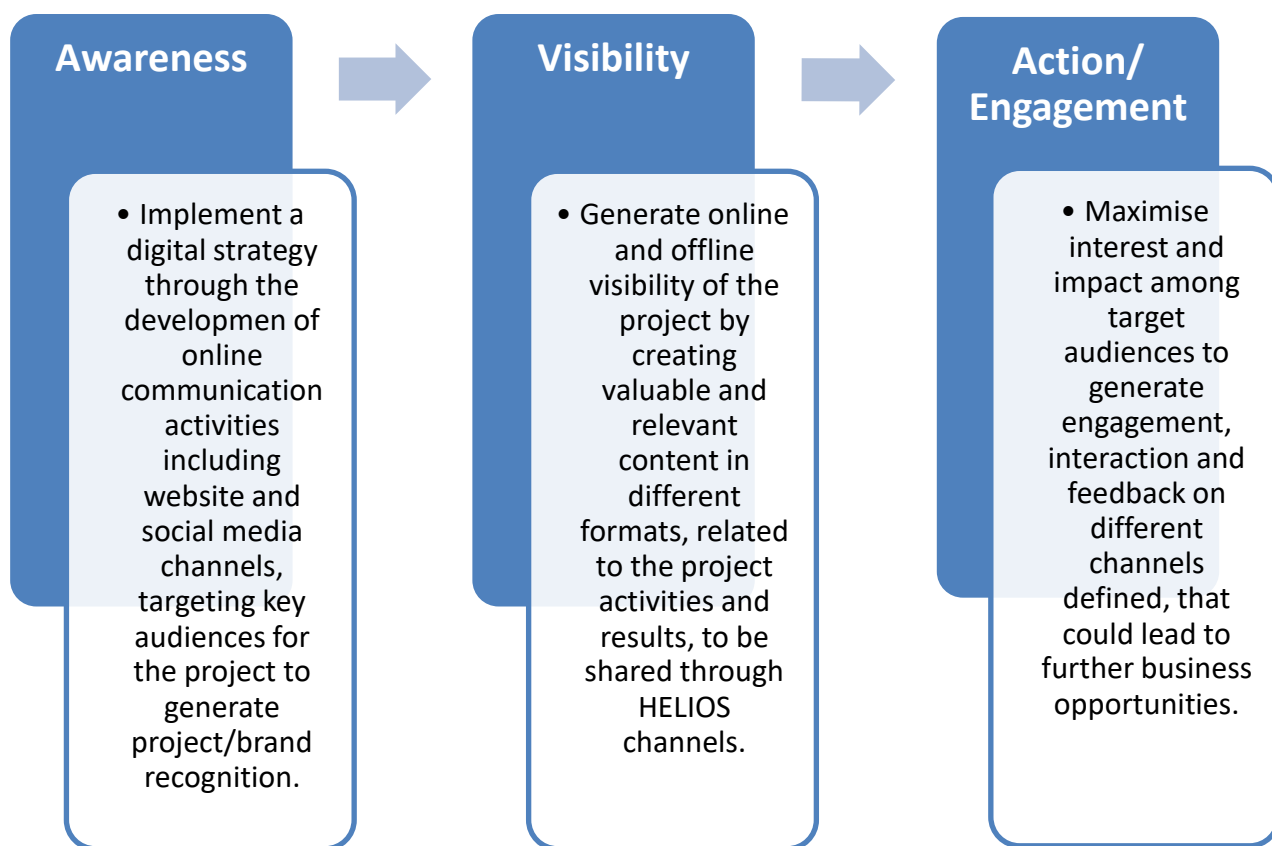 Awareness
• Implement a
digital strategy
through the
developmen of
online
communication
activities
including
website and
social media
channels,
targeting key
audiences for
the project to
generate
project/brand
recognition.
Visibility
• Generate online
and offline
visibility of the
project by
creating
valuable and
relevant
content in
different
formats, related
to the project
activities and
results, to be
shared through
HELIOS
channels.
Action/
Engagement
• Maximise
interest and
impact among
target
audiences to
generate
engagement,
interaction and
feedback on
different
channels
defined, that
could lead to
further business
opportunities.